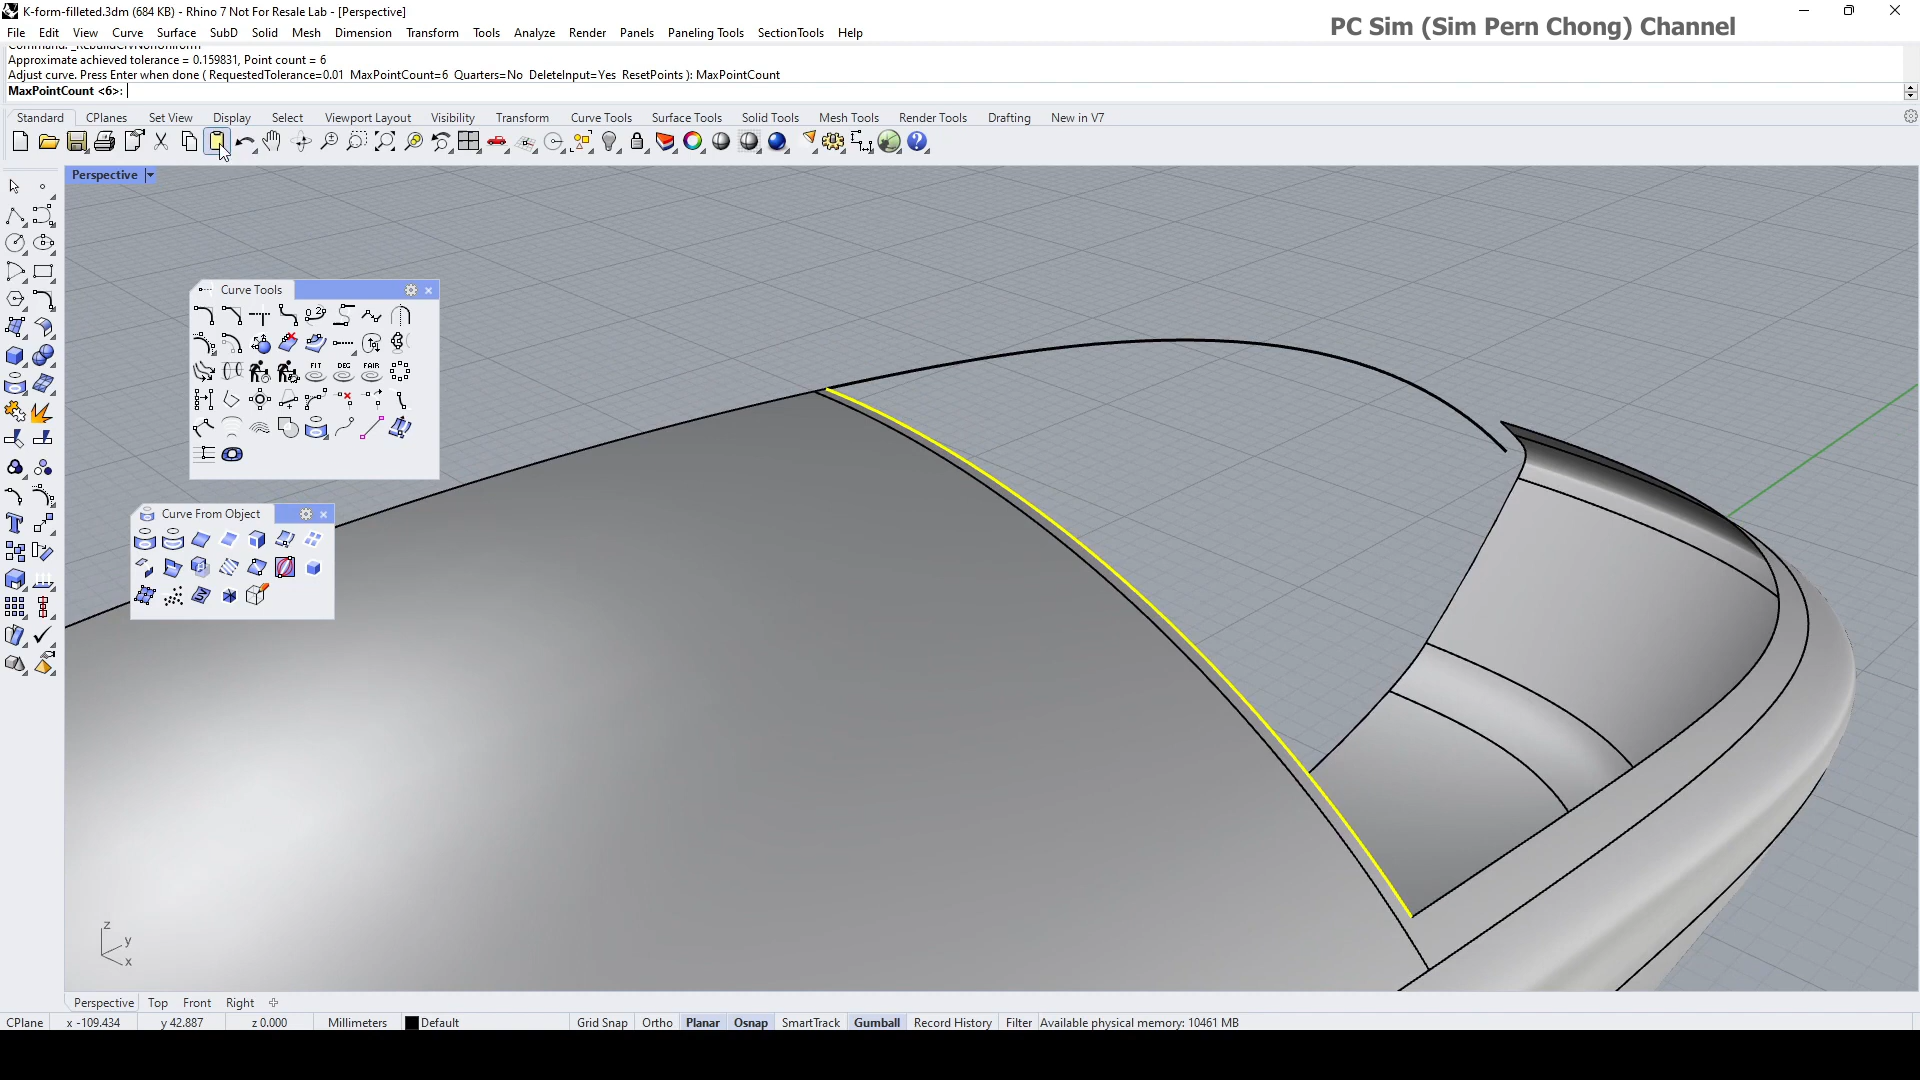 K-form-filleted.3dm (684 KB) - Rhino 7 Not For Resale Lab - [Perspective]
PC Sim (Sim Pern Chong) Channel
File Edit View Curve Surface SubD Solid Mesh Dimension Transform Tools Analyze Render Panels Paneling Tools SectionTools Help
Approximate achieved tolerance = 0.159831, Point count = 6
Adjust curve. Press Enter when done ( RequestedTolerance=0.01 MaxPointCount=6 Quarters=No DeleteInput=Yes ResetPoints ): MaxPointCount
MaxPointCount <6>:
Standard CPlanes Set View Display Select Viewport Layout Visibility Transform Curve Tools Surface Tools Solid Tools Mesh Tools Render Tools Drafting New in V7
Perspective
Curve Tools
FIT DEG FAIR
Curve From Object
z
y
x
Perspective Top Front Right
CPlane x -109.434 y 42.887 z 0.000 Millimeters Default Grid Snap Ortho Planar Osnap SmartTrack Gumball Record History Filter Available physical memory: 10461 MB